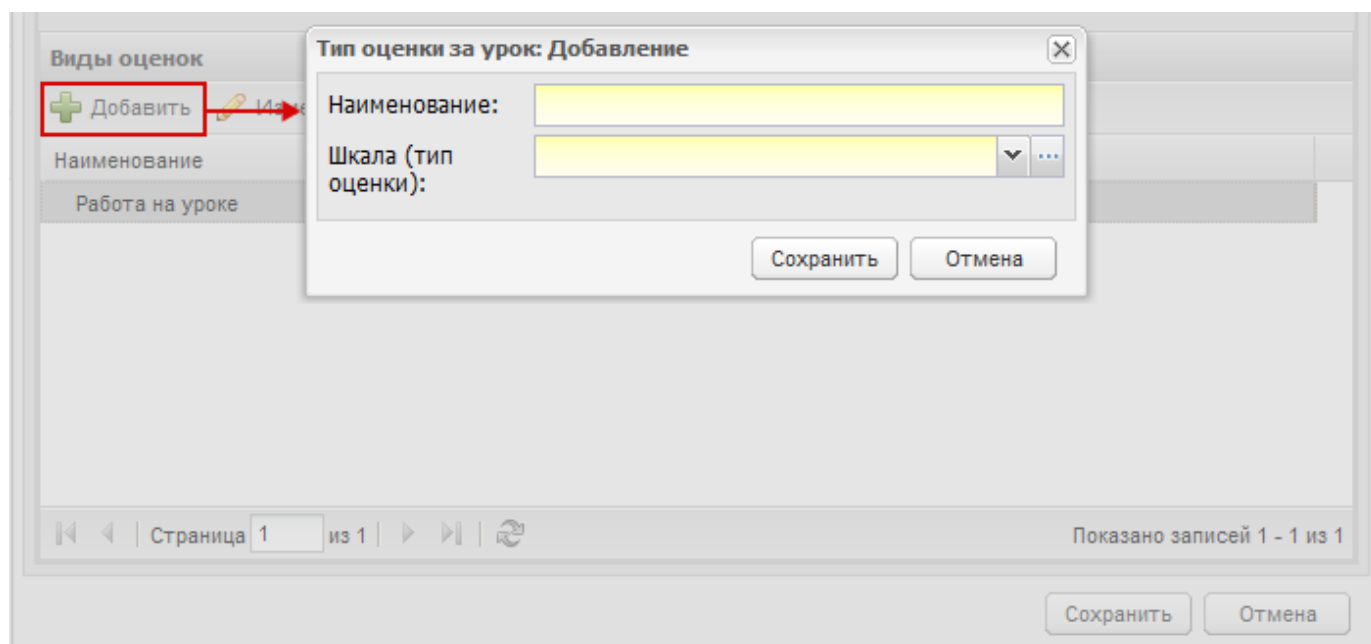 Виды оценок
Тип оценки за урок: Добавление
Добавить
Наименование:
Наименование
Шкала (тип
оценки):
Работа на уроке
Сохранить Отмена
Страница 1 из 1
Показано записей 1 - 1 из 1
Сохранить Отмена